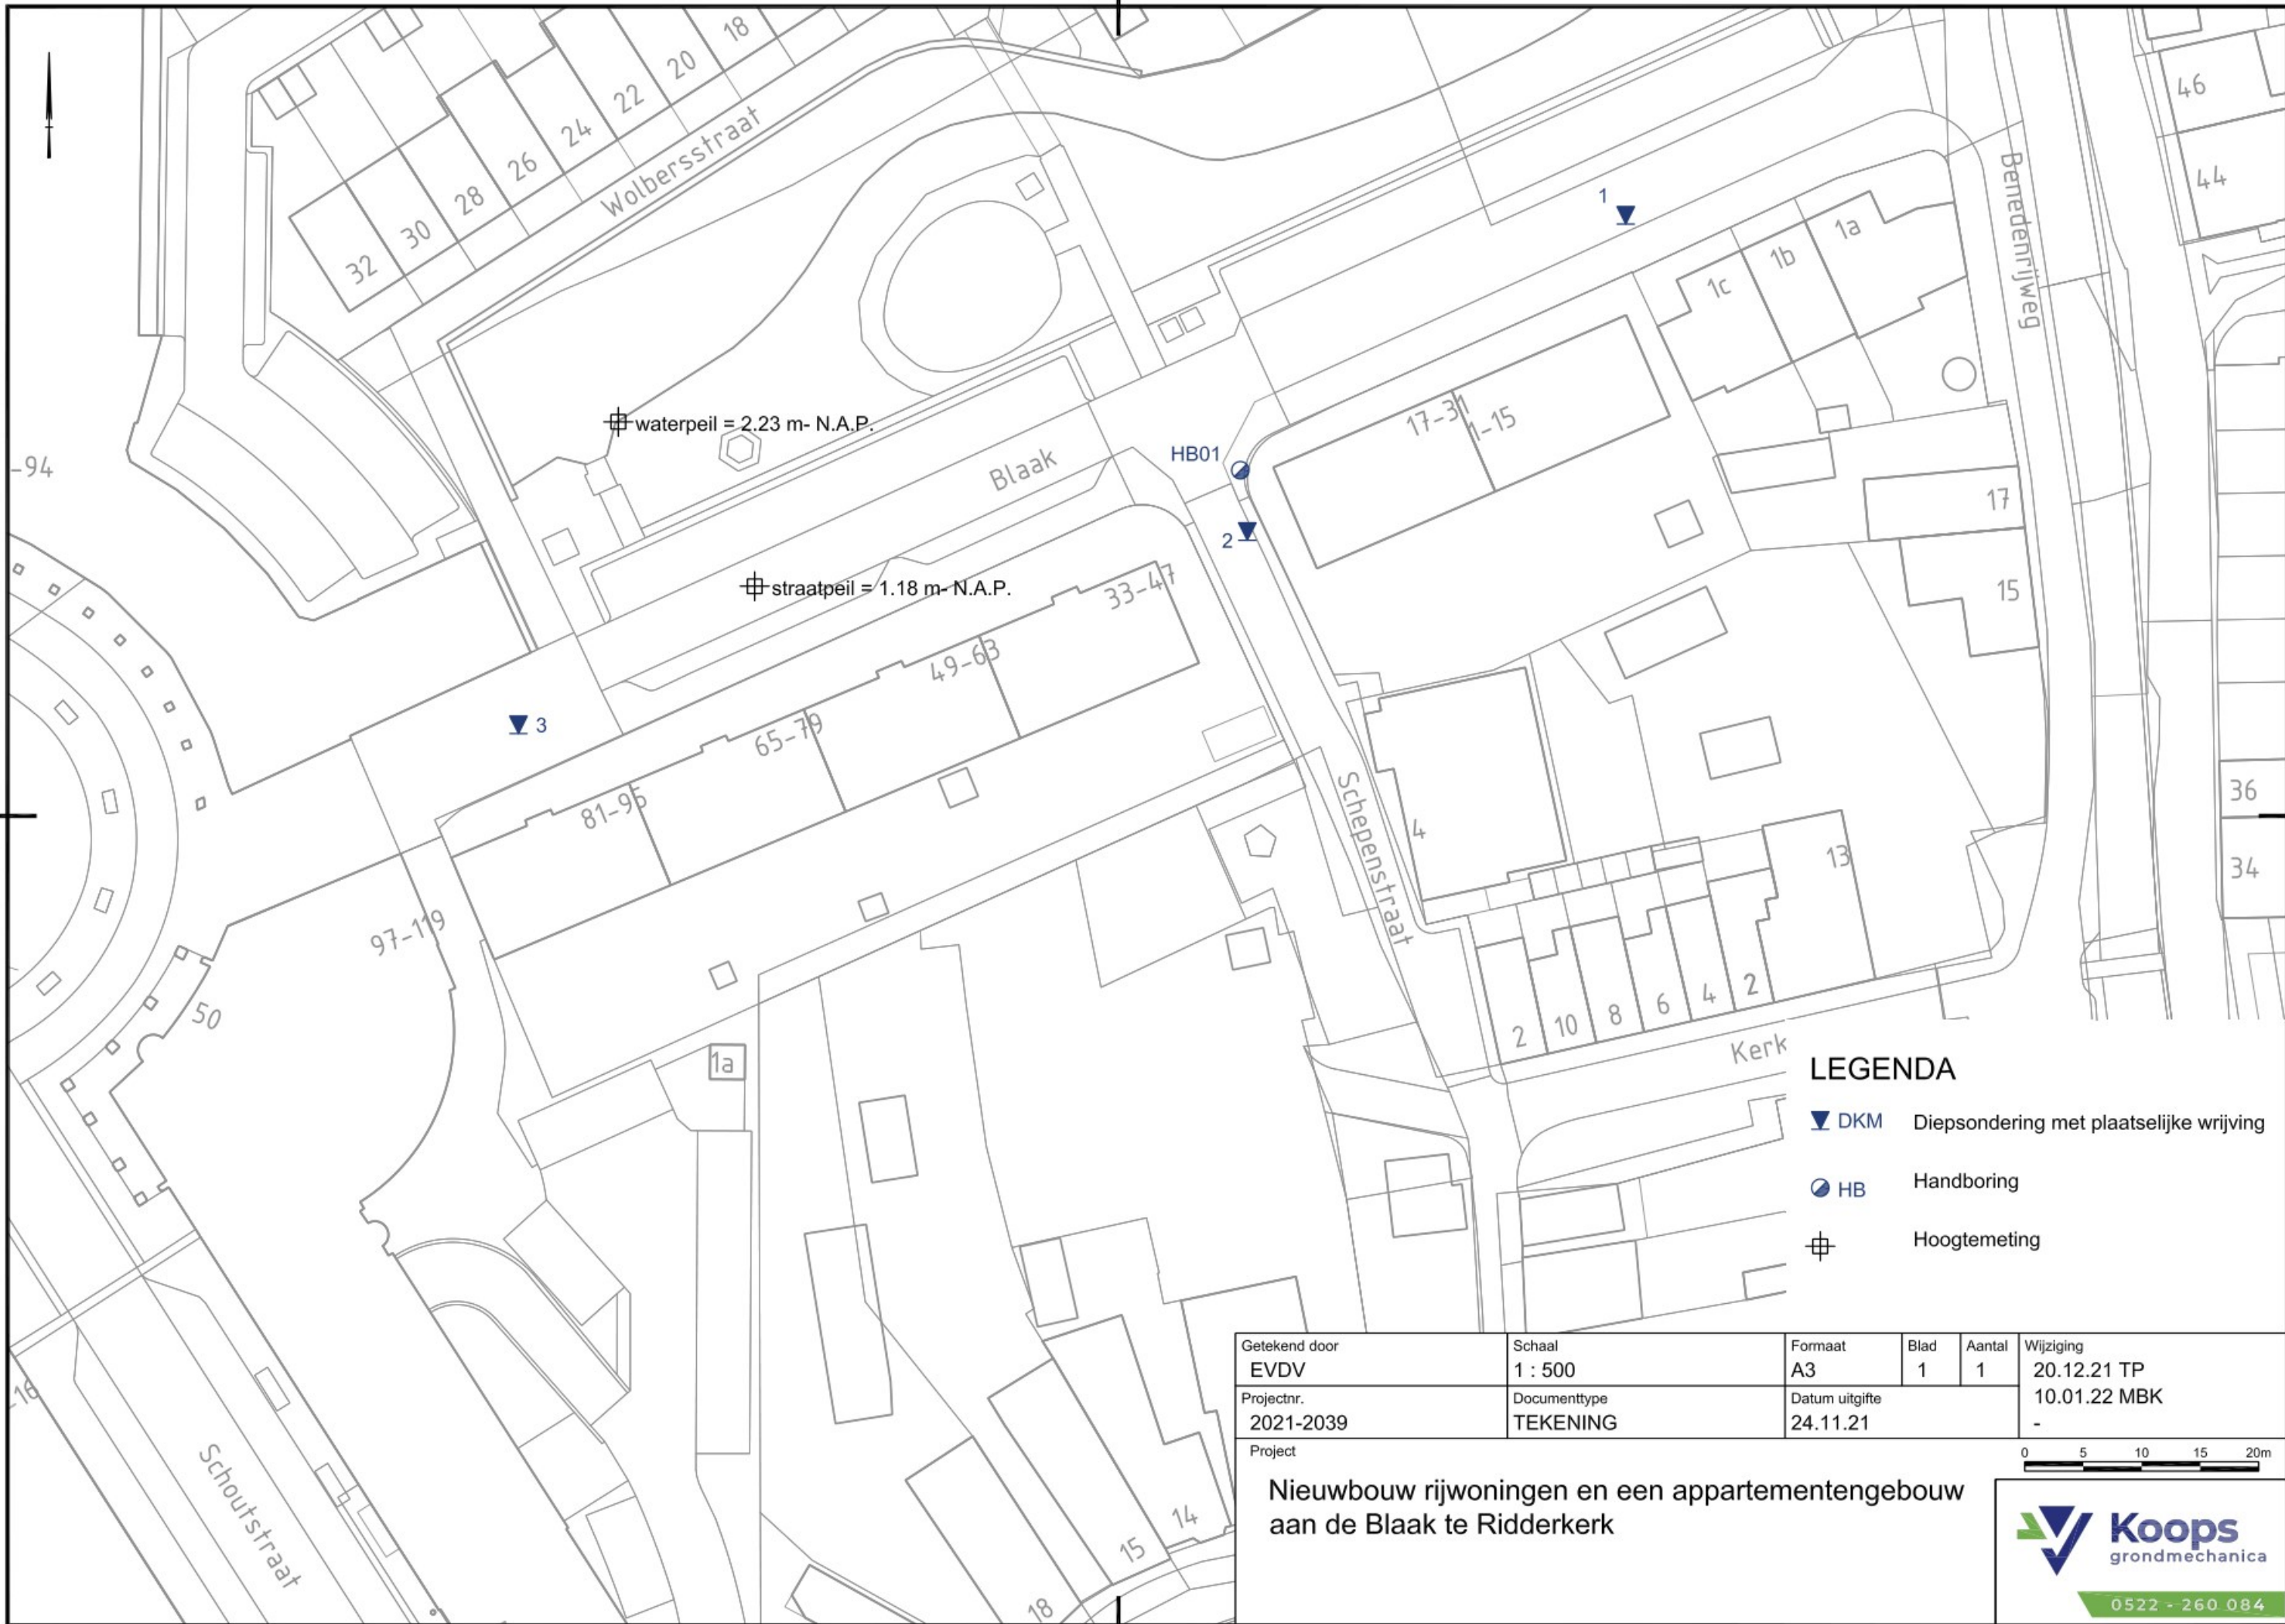 18
20
22
24
26
28
30
32
Wolbersstraat
46
44
Benedenrijweg
1
1a
1b
1c
waterpeil = 2.23 m- N.A.P.
17-31
1-15
HB01
Blaak
-94
17
2
straatpeil = 1.18 m- N.A.P.
33-47
15
49-63
3
65-79
81-95
Schepenstraat
4
36
13
34
97-119
50
2
10
8
6
4
2
Kerk
1a
LEGENDA
DKM Diepsondering met plaatselijke wrijving
HB Handboring
Hoogtemeting
Schoutstraat
15
14
18
Getekend door
EVDV
Schaal
1 : 500
Formaat
A3
Blad
1
Aantal
1
Wijziging
20.12.21 TP
10.01.22 MBK
-
Projectnr.
2021-2039
Documenttype
TEKENING
Datum uitgifte
24.11.21
0 5 10 15 20m
Project
Nieuwbouw rijwoningen en een appartementengebouw
aan de Blaak te Ridderkerk
Koops
grondmechanica
0522 - 260 084